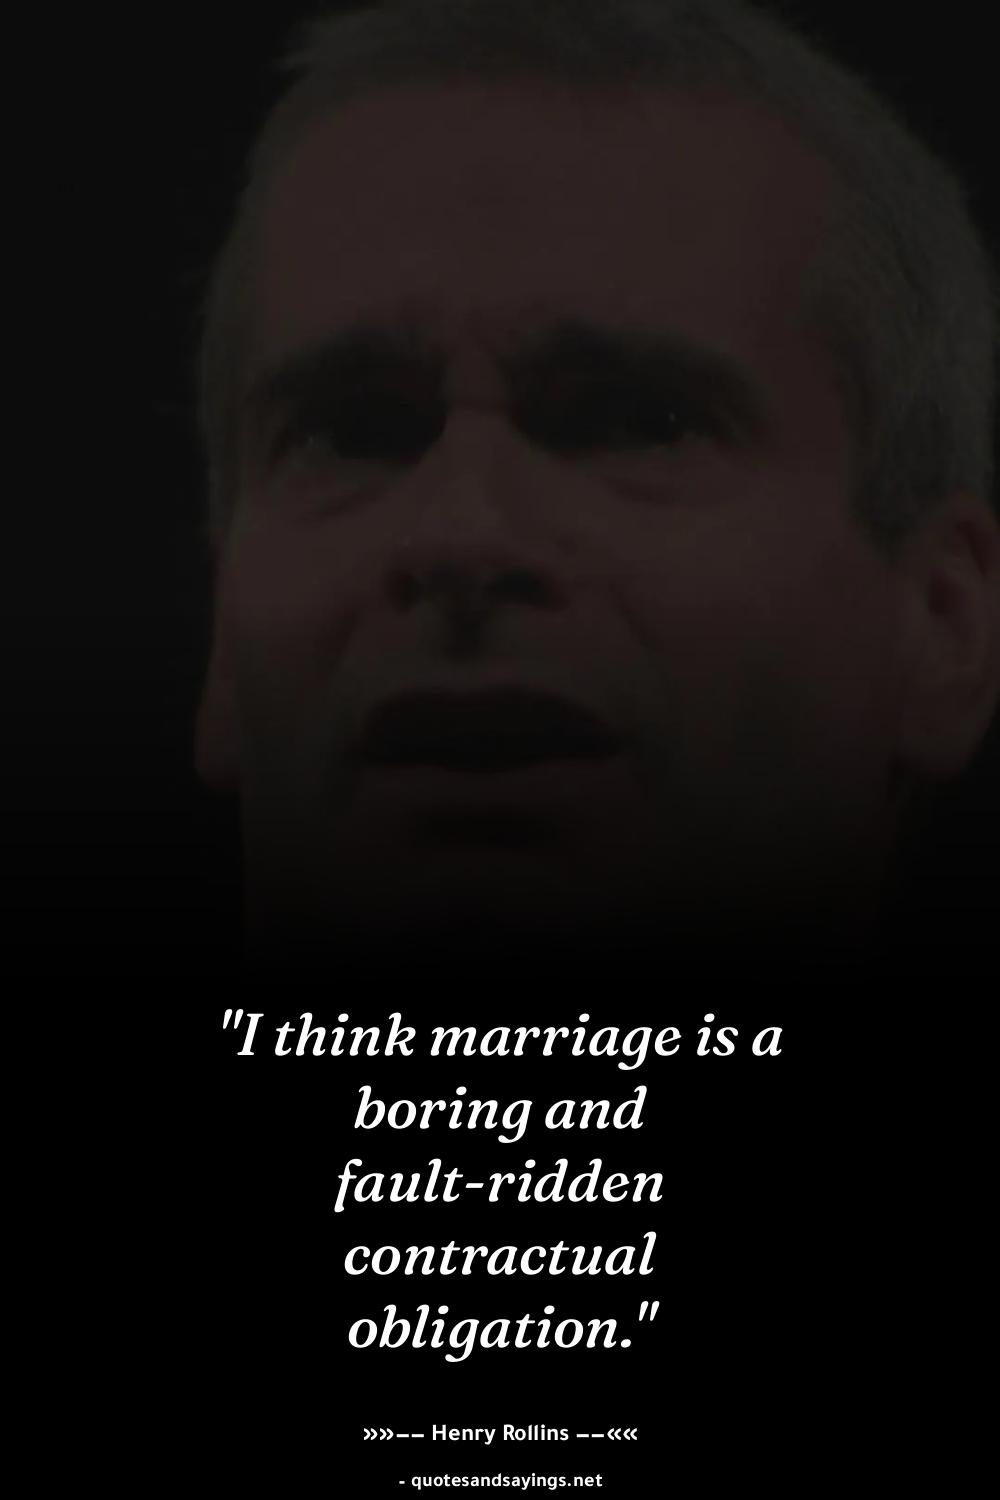 "I think marriage is a
boring and
fault-ridden
contractual
obligation."
»»−− Henry Rollins −−««
- quotesandsayings.net